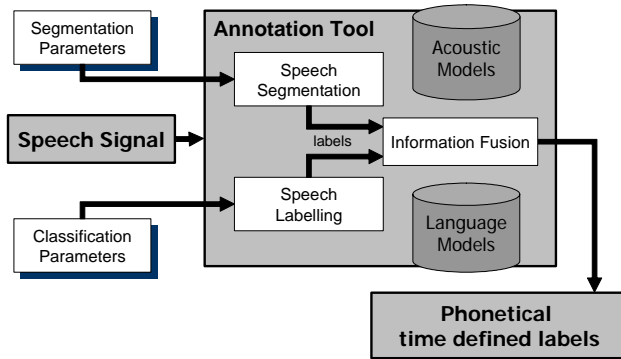 Segmentation
Parameters
Annotation Tool
Acoustic
Models
Speech
Segmentation
Speech Signal
labels
Information Fusion
Speech
Labelling
Classification
Parameters
Language
Models
Phonetical
time defined labels